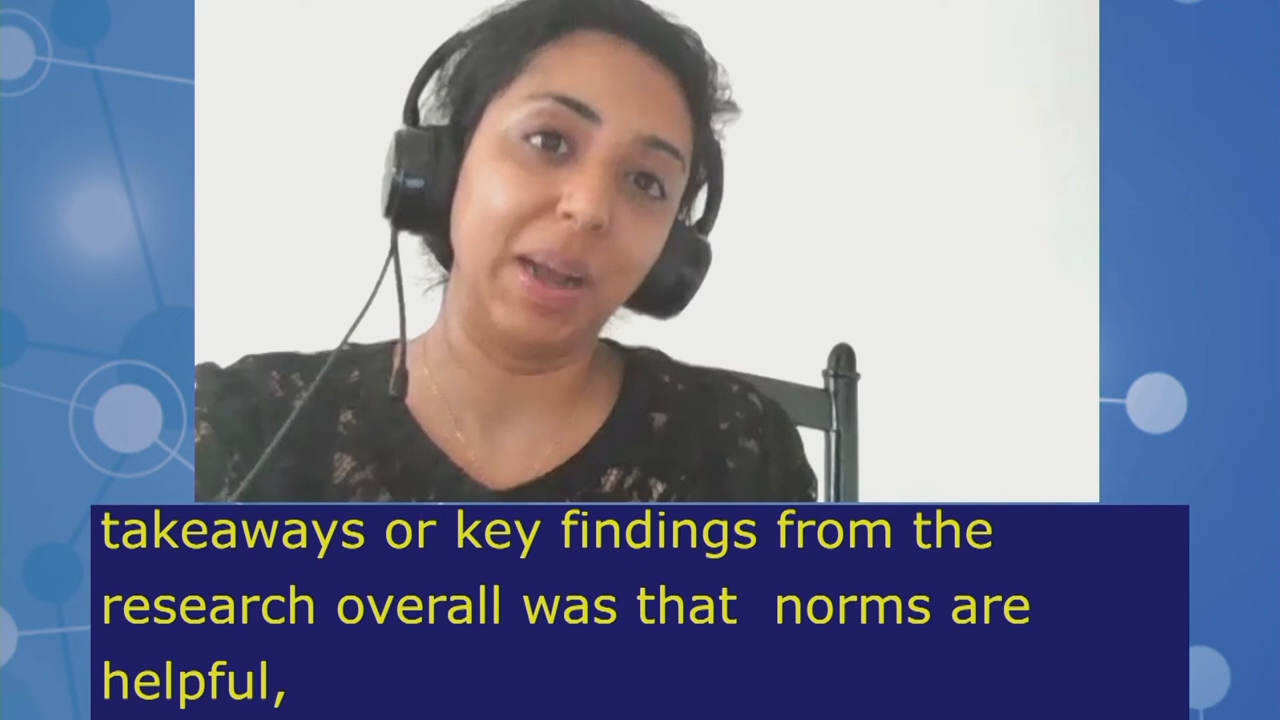 takeaways or key findings from the
research overall was that  norms are
helpful,